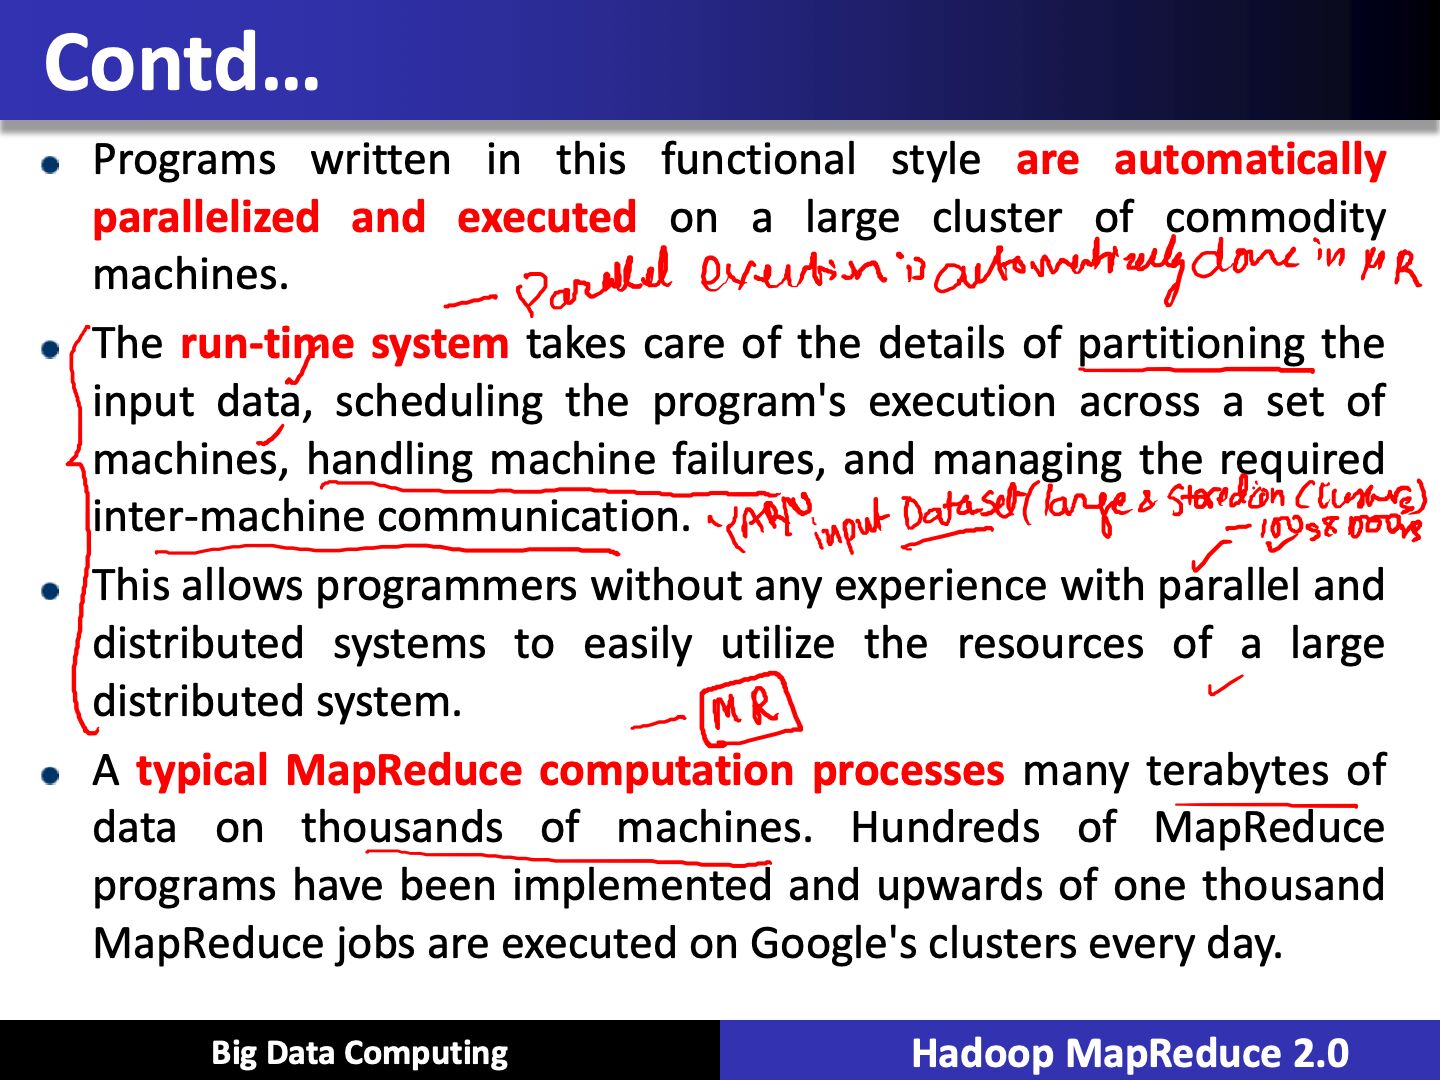 Contd...
Programs written in this functional style are automatically
parallelized and executed on a large cluster of commodity
machines.
– Parallel Execution is automatically done in MR
The run-time system takes care of the details of partitioning the
input data, scheduling the program's execution across a set of
machines, handling machine failures, and managing the required
inter-machine communication.
YARN
input Dataset (large & stored in Clusters)
This allows programmers without any experience with parallel and
distributed systems to easily utilize the resources of a large
distributed system.
– MR
A typical MapReduce computation processes many terabytes of
data on thousands of machines. Hundreds of MapReduce
programs have been implemented and upwards of one thousand
MapReduce jobs are executed on Google's clusters every day.
Big Data Computing
Hadoop MapReduce 2.0